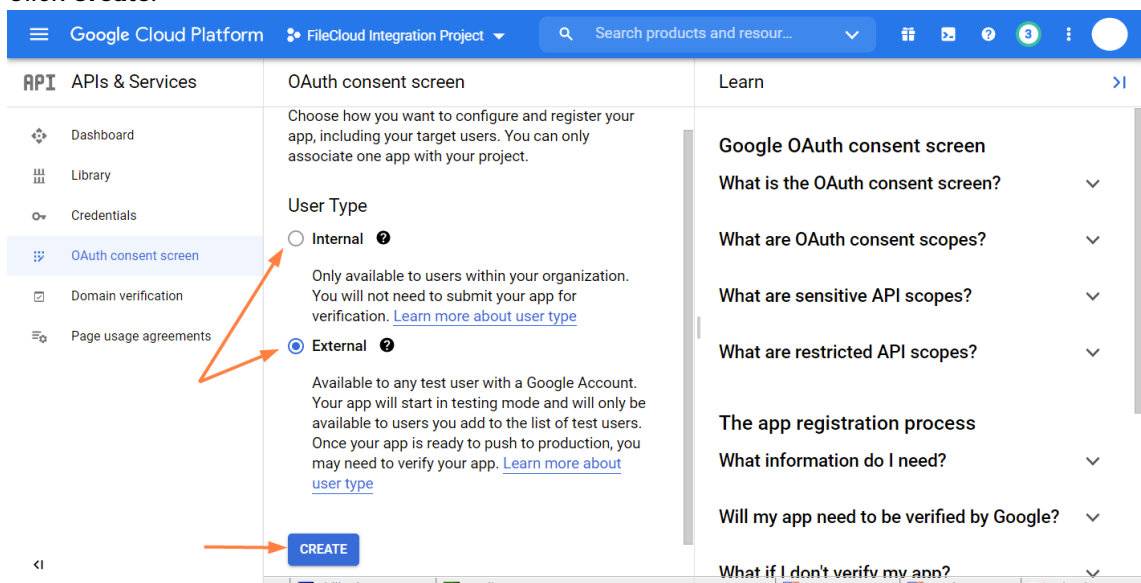 Click Create.
Google Cloud Platform
FileCloud Integration Project
Search products and resour...
3
API APIs & Services
Dashboard
Library
Credentials
OAuth consent screen
Domain verification
Page usage agreements
OAuth consent screen
Choose how you want to configure and register your
app, including your target users. You can only
associate one app with your project.
User Type
Internal
Only available to users within your organization.
You will not need to submit your app for
verification. Learn more about user type
External
Available to any test user with a Google Account.
Your app will start in testing mode and will only be
available to users you add to the list of test users.
Once your app is ready to push to production, you
may need to verify your app. Learn more about
user type
CREATE
Learn
Google OAuth consent screen
What is the OAuth consent screen?
What are OAuth consent scopes?
What are sensitive API scopes?
What are restricted API scopes?
The app registration process
What information do I need?
Will my app need to be verified by Google?
What if I don't verify my app?